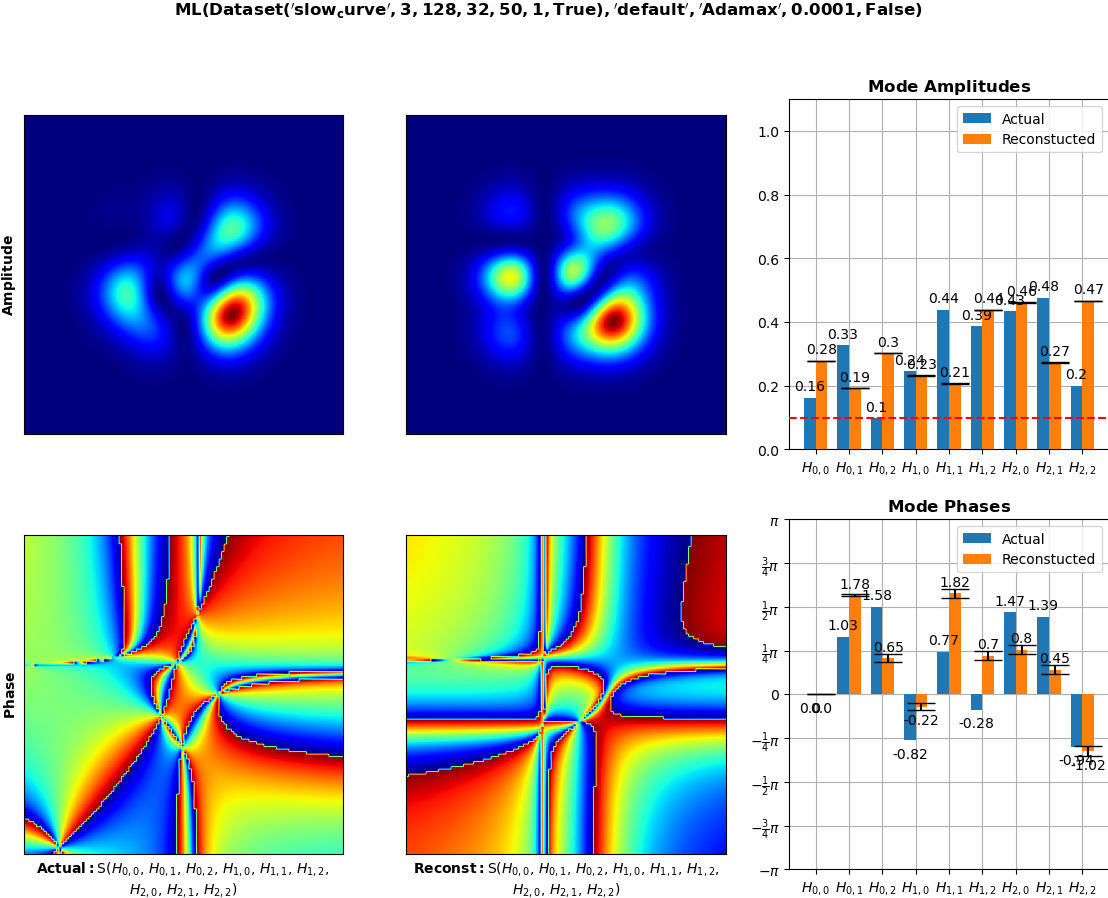 ML(Dataset('slow_curve', 3, 128, 32, 50, 1, True), 'default', 'Adamax', 0.0001, False)
Amplitude
Mode Amplitudes
Actual
Reconstucted
1.0
0.8
0.6
0.4
0.2
0.0
0.16 0.28 0.33 0.19 0.1 0.3 0.24 0.23 0.44 0.21 0.39 0.44 0.43 0.46 0.48 0.27 0.2 0.47
H0,0 H0,1 H0,2 H1,0 H1,1 H1,2 H2,0 H2,1 H2,2
Phase
Actual: S(H0,0, H0,1, H0,2, H1,0, H1,1, H1,2,
H2,0, H2,1, H2,2)
Reconst: S(H0,0, H0,1, H0,2, H1,0, H1,1, H1,2,
H2,0, H2,1, H2,2)
Mode Phases
Actual
Reconstucted
π
3/4π
1/2π
1/4π
0
−1/4π
−1/2π
−3/4π
−π
0.0 0.0 1.03 1.78 1.58 0.65 -0.82 -0.22 0.77 1.82 -0.28 0.7 1.47 0.8 1.39 0.45 -0.94 -1.02
H0,0 H0,1 H0,2 H1,0 H1,1 H1,2 H2,0 H2,1 H2,2